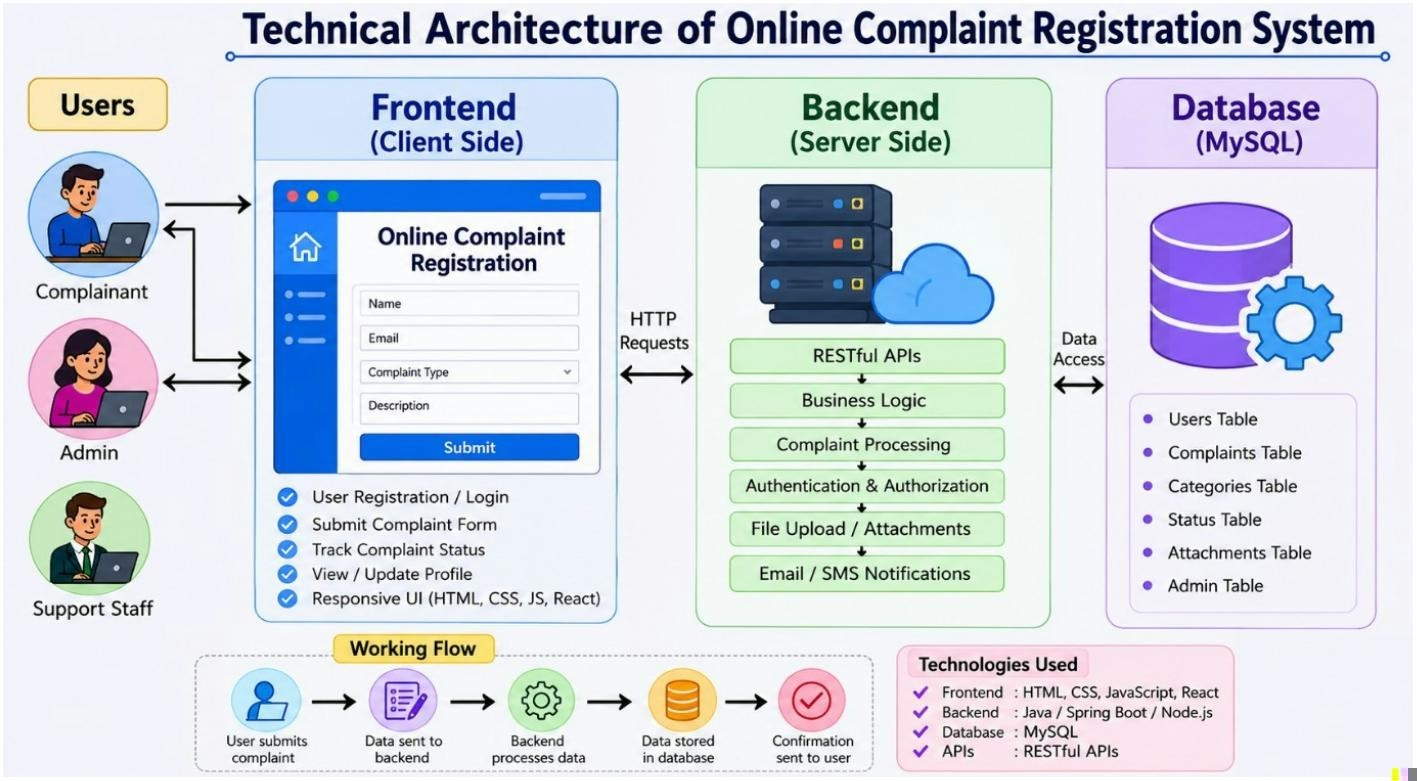 Technical Architecture of Online Complaint Registration System
Users
Complainant
Admin
Support Staff
Frontend
(Client Side)
Online Complaint
Registration
Name
Email
Complaint Type
Description
Submit
User Registration / Login
Submit Complaint Form
Track Complaint Status
View / Update Profile
Responsive UI (HTML, CSS, JS, React)
HTTP
Requests
Backend
(Server Side)
RESTful APIs
Business Logic
Complaint Processing
Authentication & Authorization
File Upload / Attachments
Email / SMS Notifications
Data
Access
Database
(MySQL)
Users Table
Complaints Table
Categories Table
Status Table
Attachments Table
Admin Table
Working Flow
User submits
complaint
Data sent to
backend
Backend
processes data
Data stored
in database
Confirmation
sent to user
Technologies Used
Frontend : HTML, CSS, JavaScript, React
Backend : Java / Spring Boot / Node.js
Database : MySQL
APIs : RESTful APIs